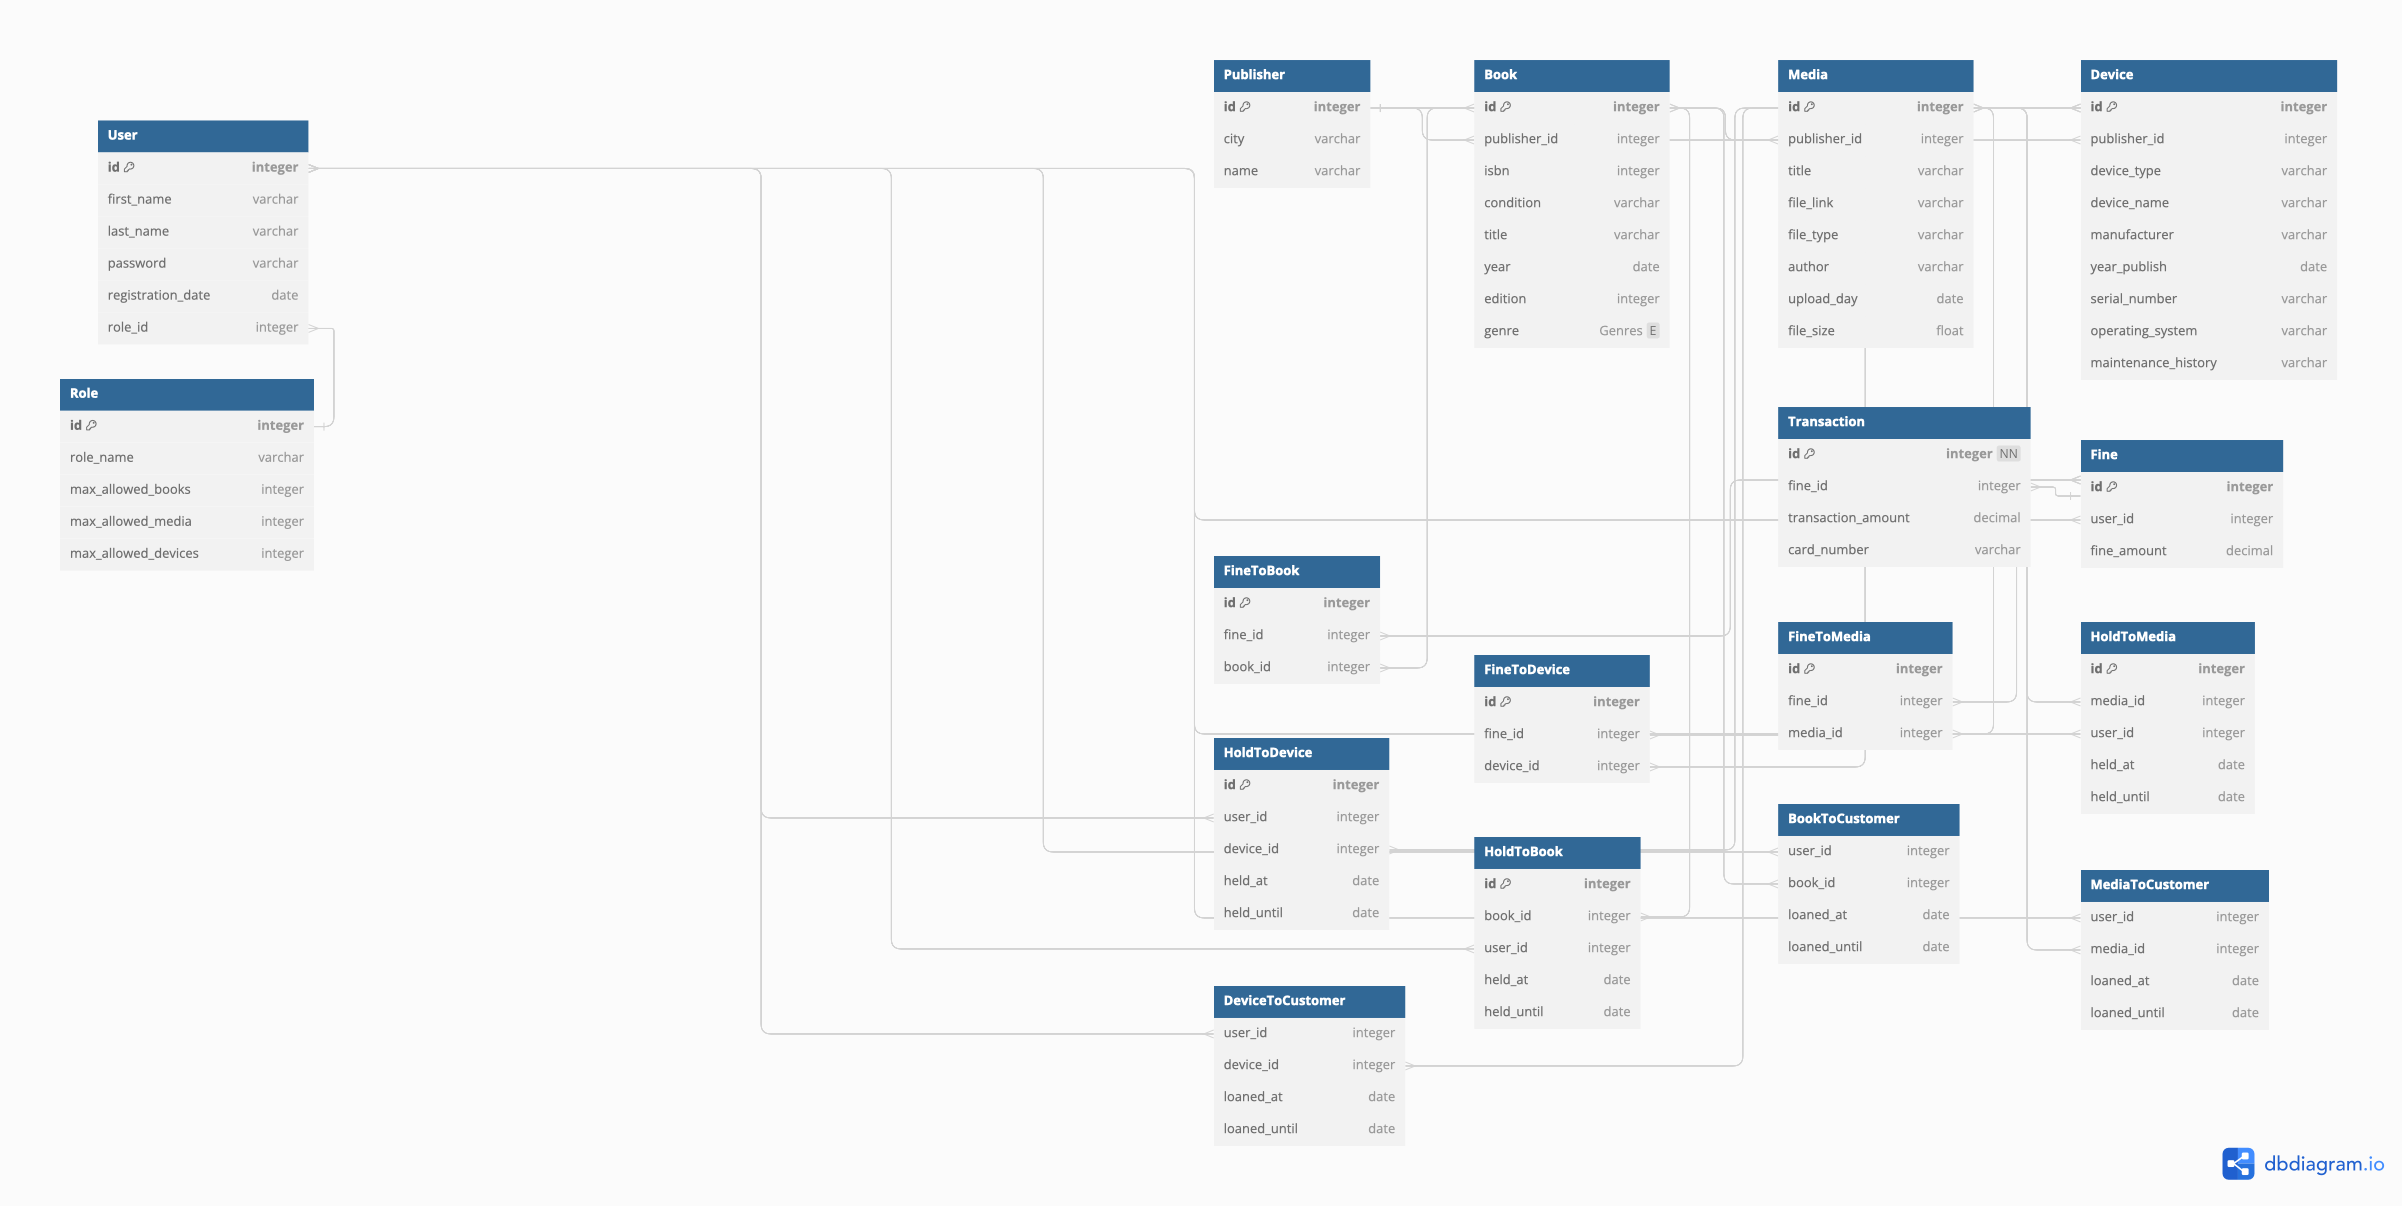 User
id integer
first_name varchar
last_name varchar
password varchar
registration_date date
role_id integer
Role
id integer
role_name varchar
max_allowed_books integer
max_allowed_media integer
max_allowed_devices integer
Publisher
id integer
city varchar
name varchar
Book
id integer
publisher_id integer
isbn integer
condition varchar
title varchar
year date
edition integer
genre Genres E
Media
id integer
publisher_id integer
title varchar
file_link varchar
file_type varchar
author varchar
upload_day date
file_size float
Device
id integer
publisher_id integer
device_type varchar
device_name varchar
manufacturer varchar
year_publish date
serial_number varchar
operating_system varchar
maintenance_history varchar
Transaction
id integer NN
fine_id integer
transaction_amount decimal
card_number varchar
Fine
id integer
user_id integer
fine_amount decimal
FineToBook
id integer
fine_id integer
book_id integer
FineToDevice
id integer
fine_id integer
device_id integer
FineToMedia
id integer
fine_id integer
media_id integer
HoldToMedia
id integer
media_id integer
user_id integer
held_at date
held_until date
HoldToDevice
id integer
user_id integer
device_id integer
held_at date
held_until date
HoldToBook
id integer
book_id integer
user_id integer
held_at date
held_until date
BookToCustomer
user_id integer
book_id integer
loaned_at date
loaned_until date
MediaToCustomer
user_id integer
media_id integer
loaned_at date
loaned_until date
DeviceToCustomer
user_id integer
device_id integer
loaned_at date
loaned_until date
dbdiagram.io